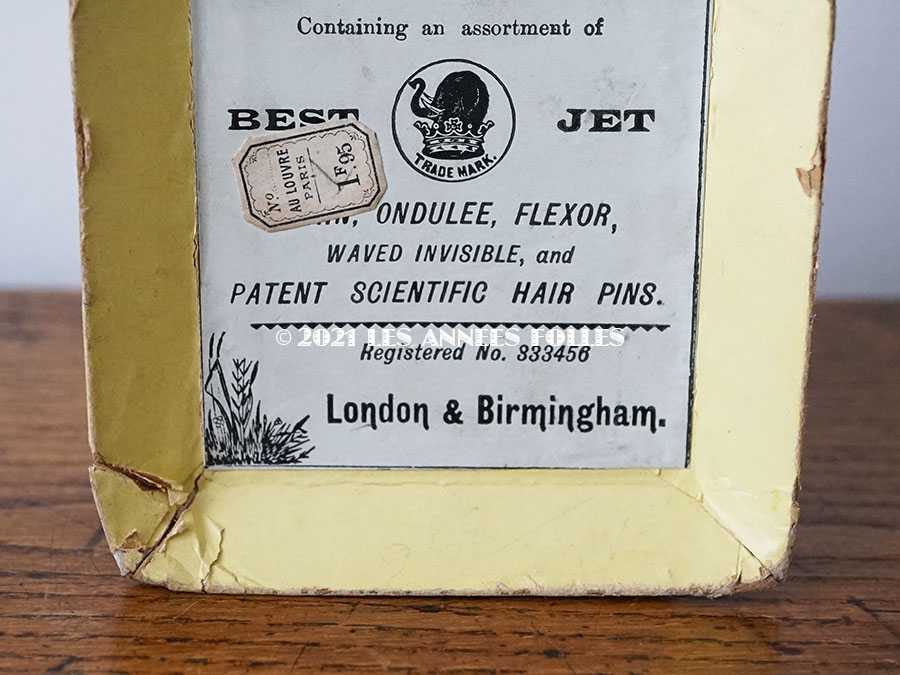 Containing an assortment of
BEST JET
TRADE MARK.
No
AU LOUVRE
PARIS
1F.95
ONDULEE, FLEXOR,
WAVED INVISIBLE, and
PATENT SCIENTIFIC HAIR PINS.
© 2021 LES ANNEES FOLLES
Registered No. 333456
London & Birmingham.